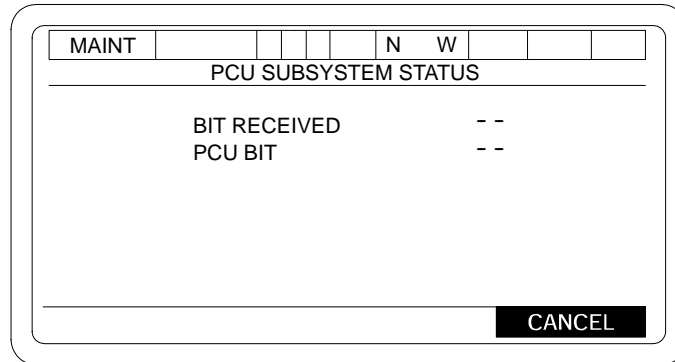 MAINT N W
PCU SUBSYSTEM STATUS
BIT RECEIVED - -
PCU BIT - -
CANCEL